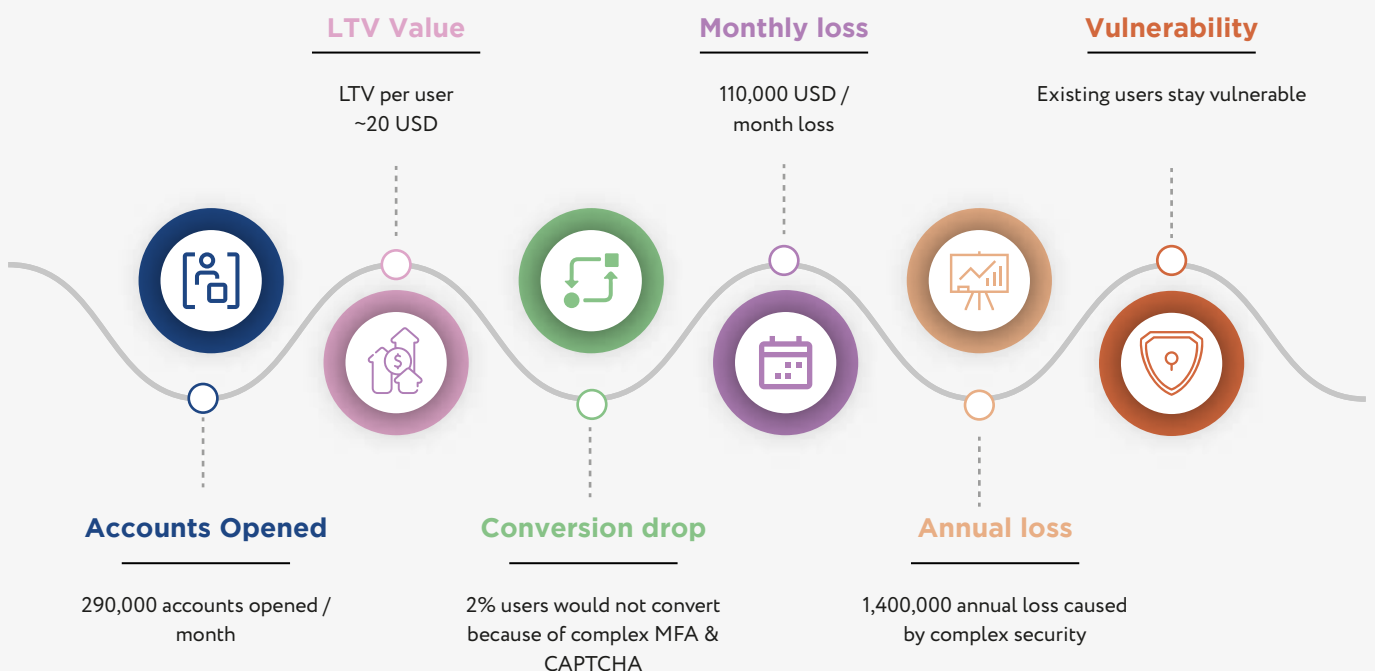 LTV Value
LTV per user
~20 USD
Monthly loss
110,000 USD /
month loss
Vulnerability
Existing users stay vulnerable
$
Accounts Opened
290,000 accounts opened /
month
Conversion drop
2% users would not convert
because of complex MFA &
CAPTCHA
Annual loss
1,400,000 annual loss caused
by complex security